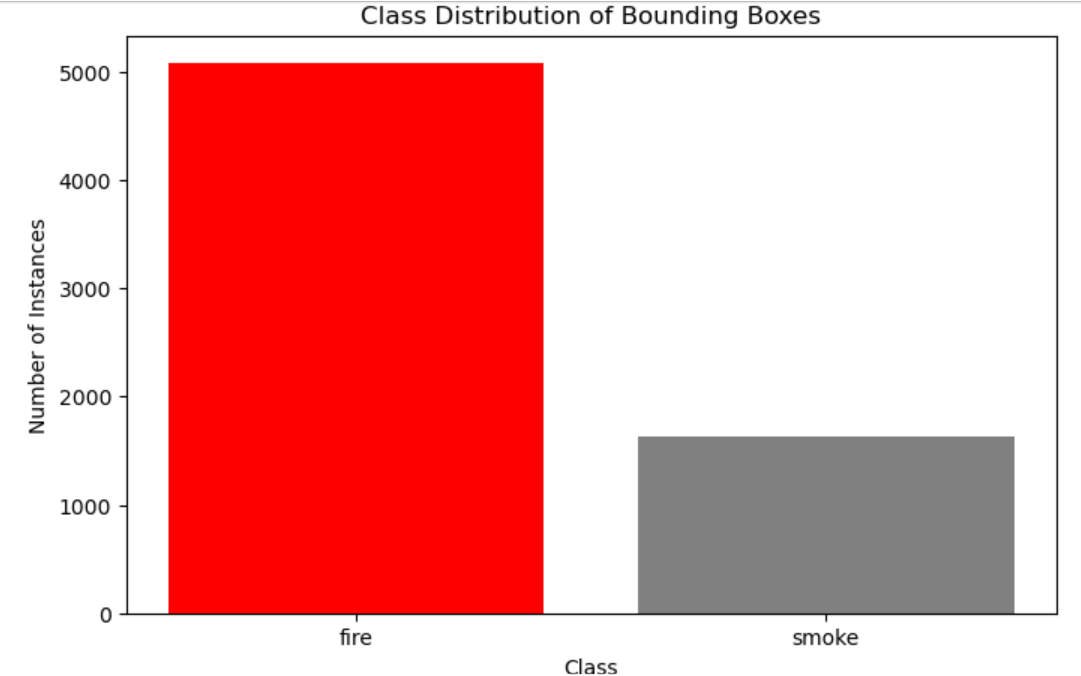 Class Distribution of Bounding Boxes
Number of Instances
5000
4000
3000
2000
1000
0
fire
smoke
Class